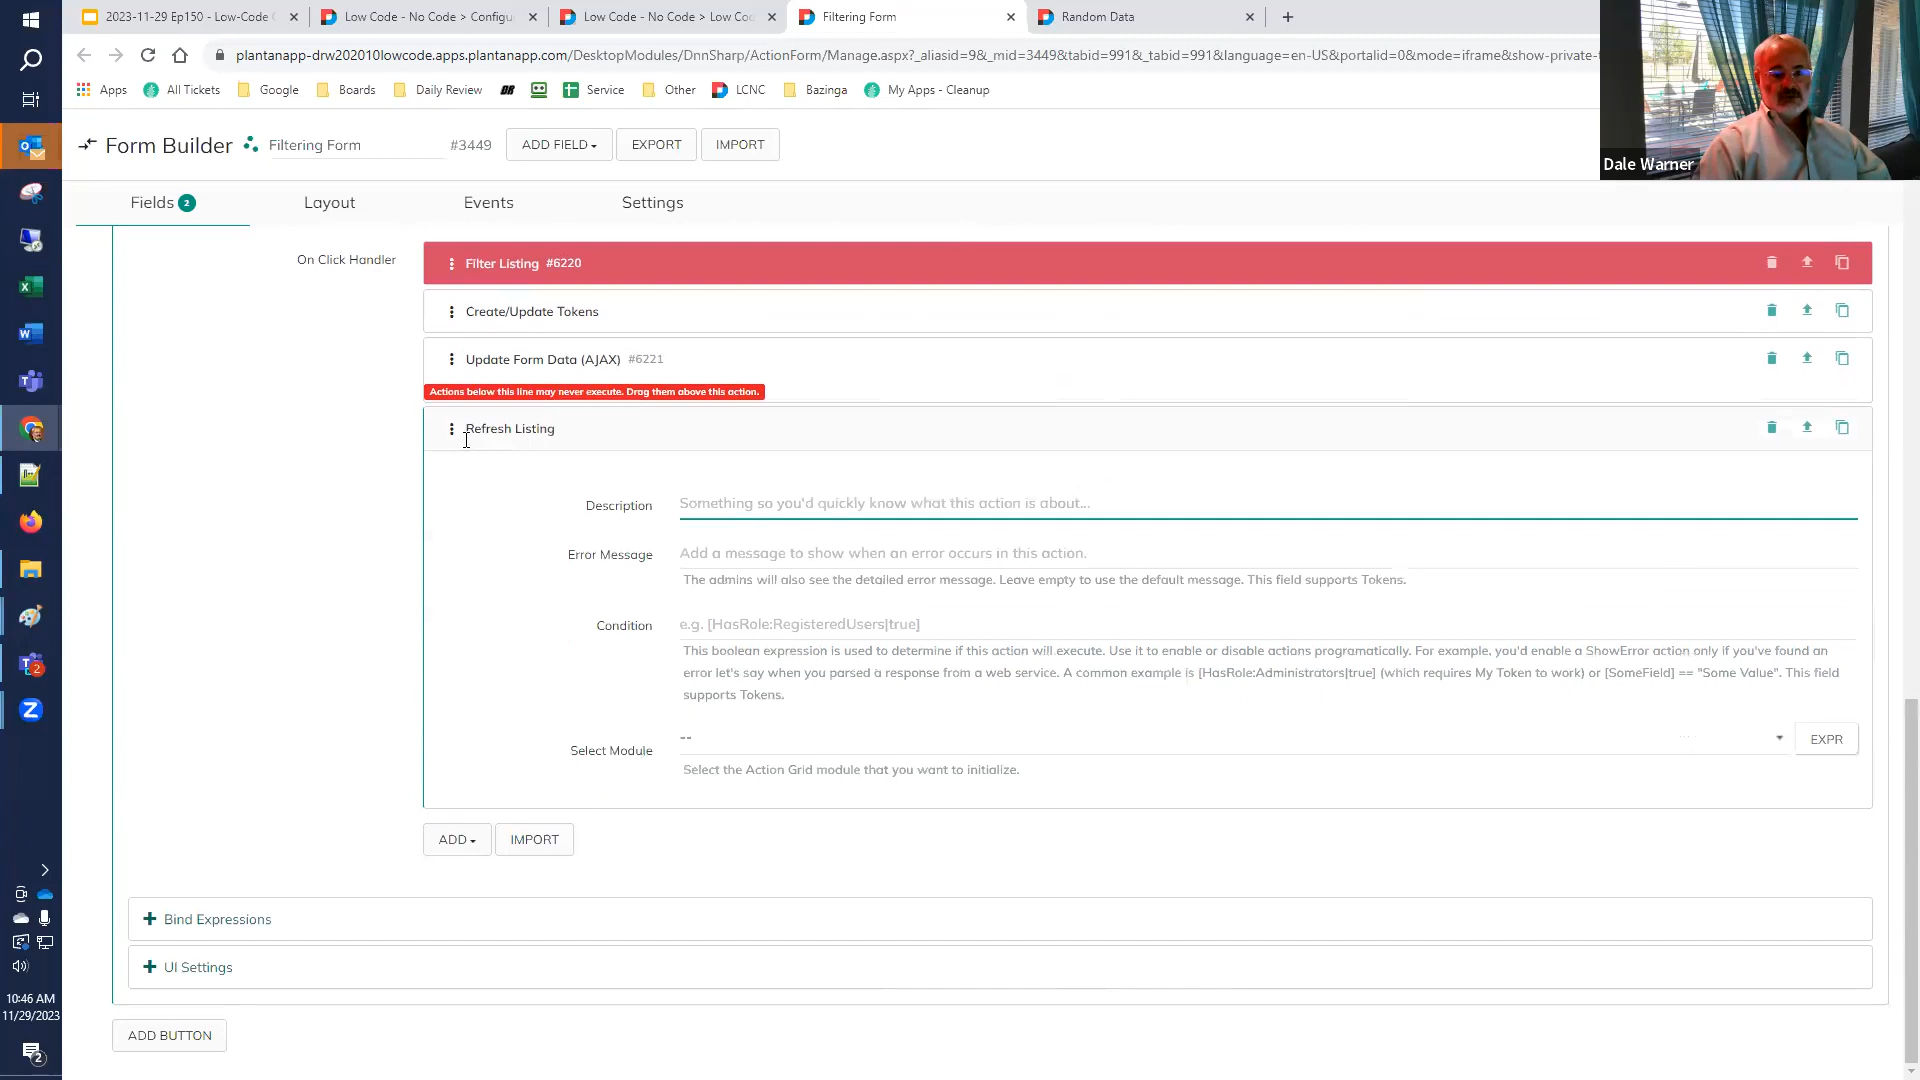 2023-11-29 Ep150 - Low-Code
Low Code - No Code > Configu
Low Code - No Code > Low Co
Filtering Form
Random Data
plantanapp-drw202010lowcode.apps.plantanapp.com/DesktopModules/DnnSharp/ActionForm/Manage.aspx?_aliasid=9&_mid=3449&tabid=991&_tabid=991&language=en-US&portalid=0&mode=iframe&show-private-
Apps All Tickets Google Boards Daily Review DR Service Other LCNC Bazinga My Apps - Cleanup
Form Builder Filtering Form #3449 ADD FIELD EXPORT IMPORT
Dale Warner
Fields 2 Layout Events Settings
On Click Handler
Filter Listing #6220
Create/Update Tokens
Update Form Data (AJAX) #6221
Actions below this line may never execute. Drag them above this action.
Refresh Listing
Description Something so you'd quickly know what this action is about...
Error Message Add a message to show when an error occurs in this action.
The admins will also see the detailed error message. Leave empty to use the default message. This field supports Tokens.
Condition e.g. [HasRole:RegisteredUsers|true]
This boolean expression is used to determine if this action will execute. Use it to enable or disable actions programatically. For example, you'd enable a ShowError action only if you've found an
error let's say when you parsed a response from a web service. A common example is [HasRole:Administrators|true] (which requires My Token to work) or [SomeField] == "Some Value". This field
supports Tokens.
Select Module -- EXPR
Select the Action Grid module that you want to initialize.
ADD IMPORT
Bind Expressions
UI Settings
ADD BUTTON
10:46 AM
11/29/2023
2